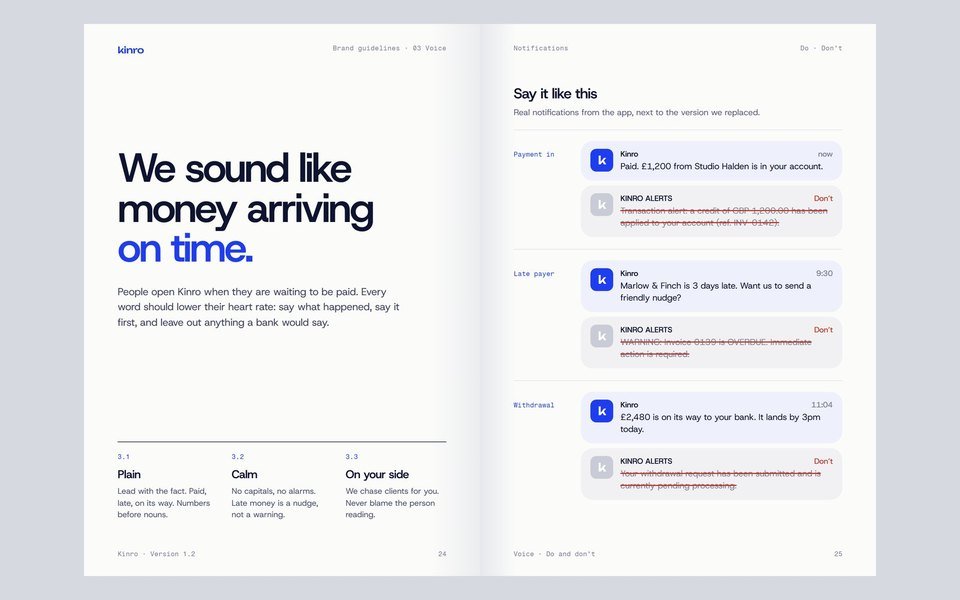 kinro
Brand guidelines · 03 Voice
We sound like
money arriving
on time.
People open Kinro when they are waiting to be paid. Every
word should lower their heart rate: say what happened, say it
first, and leave out anything a bank would say.
3.1
Plain
Lead with the fact. Paid,
late, on its way. Numbers
before nouns.
3.2
Calm
No capitals, no alarms.
Late money is a nudge,
not a warning.
3.3
On your side
We chase clients for you.
Never blame the person
reading.
Kinro · Version 1.2
24
Notifications
Do · Don't
Say it like this
Real notifications from the app, next to the version we replaced.
Payment in
k
Kinro
now
Paid. £1,200 from Studio Halden is in your account.
k
KINRO ALERTS
Don't
Transaction alert: a credit of GBP 1,200.00 has been
applied to your account (ref. INV-0142).
Late payer
k
Kinro
9:30
Marlow & Finch is 3 days late. Want us to send a
friendly nudge?
k
KINRO ALERTS
Don't
WARNING: Invoice 0139 is OVERDUE. Immediate
action is required.
Withdrawal
k
Kinro
11:04
£2,480 is on its way to your bank. It lands by 3pm
today.
k
KINRO ALERTS
Don't
Your withdrawal request has been submitted and is
currently pending processing.
Voice · Do and don't
25